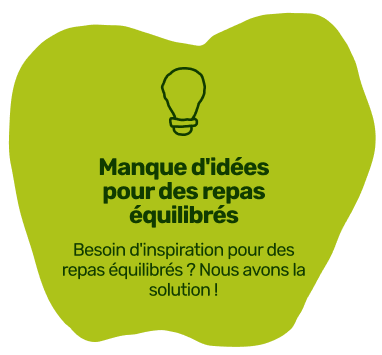 Manque d'idées
pour des repas
équilibrés
Besoin d'inspiration pour des
repas équilibrés ? Nous avons la
solution !